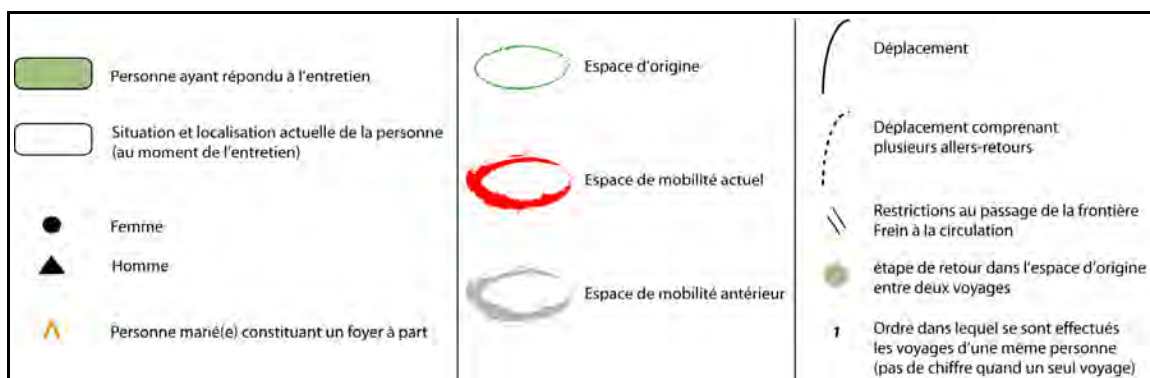 Personne ayant répondu à l'entretien
Situation et localisation actuelle de la personne
(au moment de l'entretien)
Femme
Homme
Personne marié(e) constituant un foyer à part
Espace d'origine
Espace de mobilité actuel
Espace de mobilité antérieur
Déplacement
Déplacement comprenant
plusieurs allers-retours
Restrictions au passage de la frontière
Frein à la circulation
étape de retour dans l'espace d'origine
entre deux voyages
1 Ordre dans lequel se sont effectués
les voyages d'une même personne
(pas de chiffre quand un seul voyage)